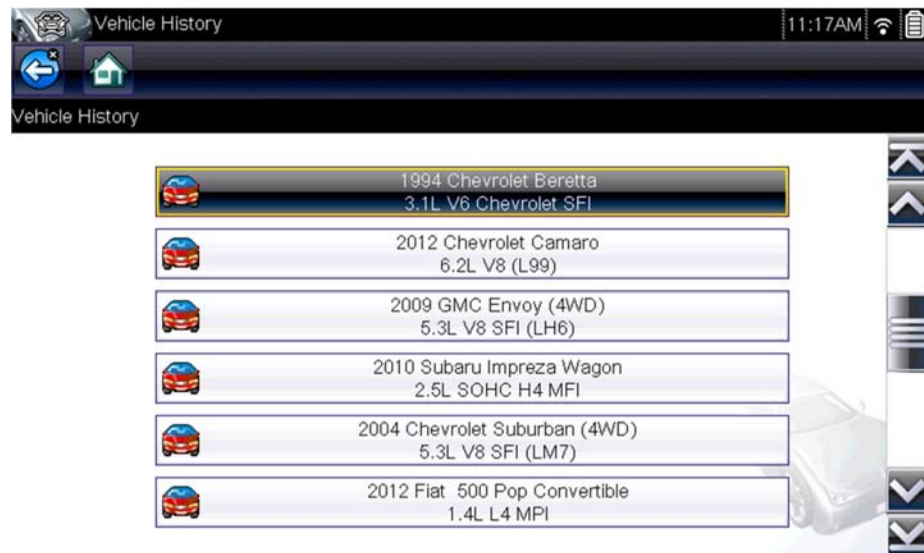 Vehicle History
11:17AM
Vehicle History
1994 Chevrolet Beretta
3.1L V6 Chevrolet SFI
2012 Chevrolet Camaro
6.2L V8 (L99)
2009 GMC Envoy (4WD)
5.3L V8 SFI (LH6)
2010 Subaru Impreza Wagon
2.5L SOHC H4 MFI
2004 Chevrolet Suburban (4WD)
5.3L V8 SFI (LM7)
2012 Fiat  500 Pop Convertible
1.4L L4 MPI